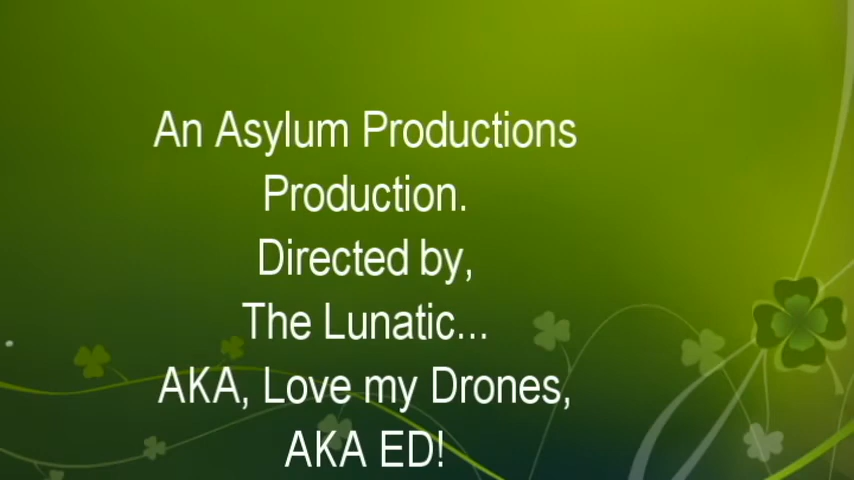 An Asylum Productions
Production.
Directed by,
The Lunatic...
AKA, Love my Drones,
AKA ED!